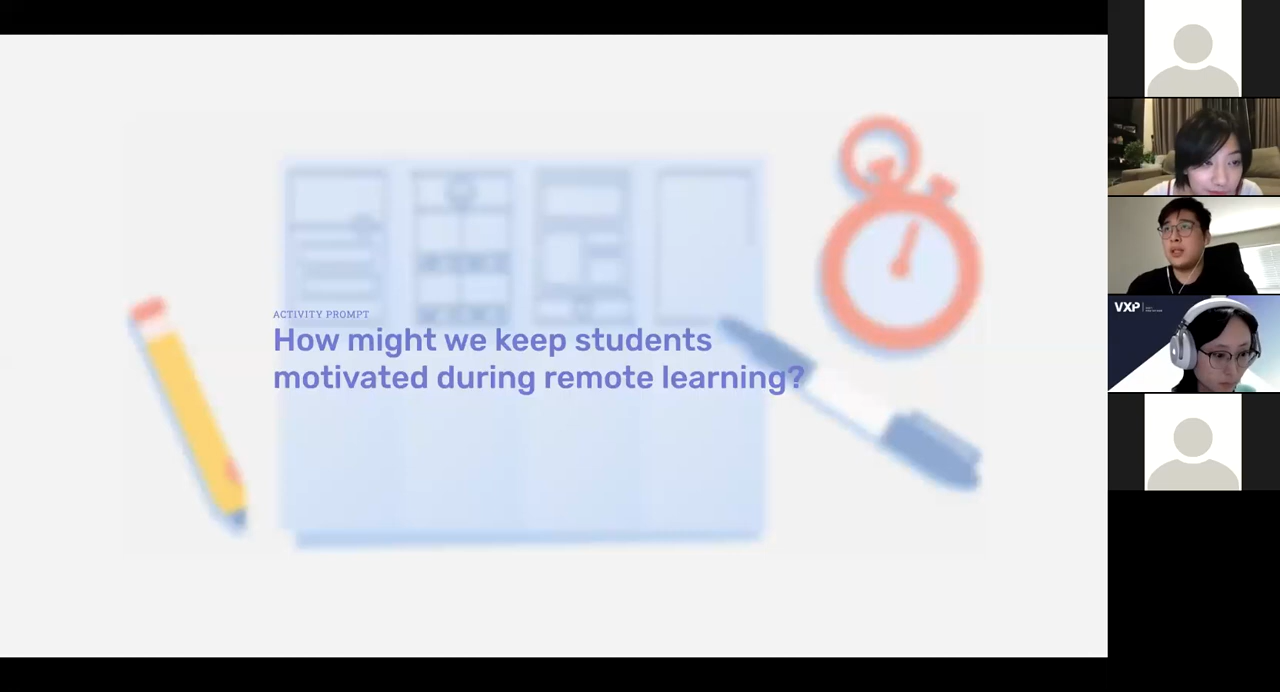 ACTIVITY PROMPT
How might we keep students
motivated during remote learning?
VXP